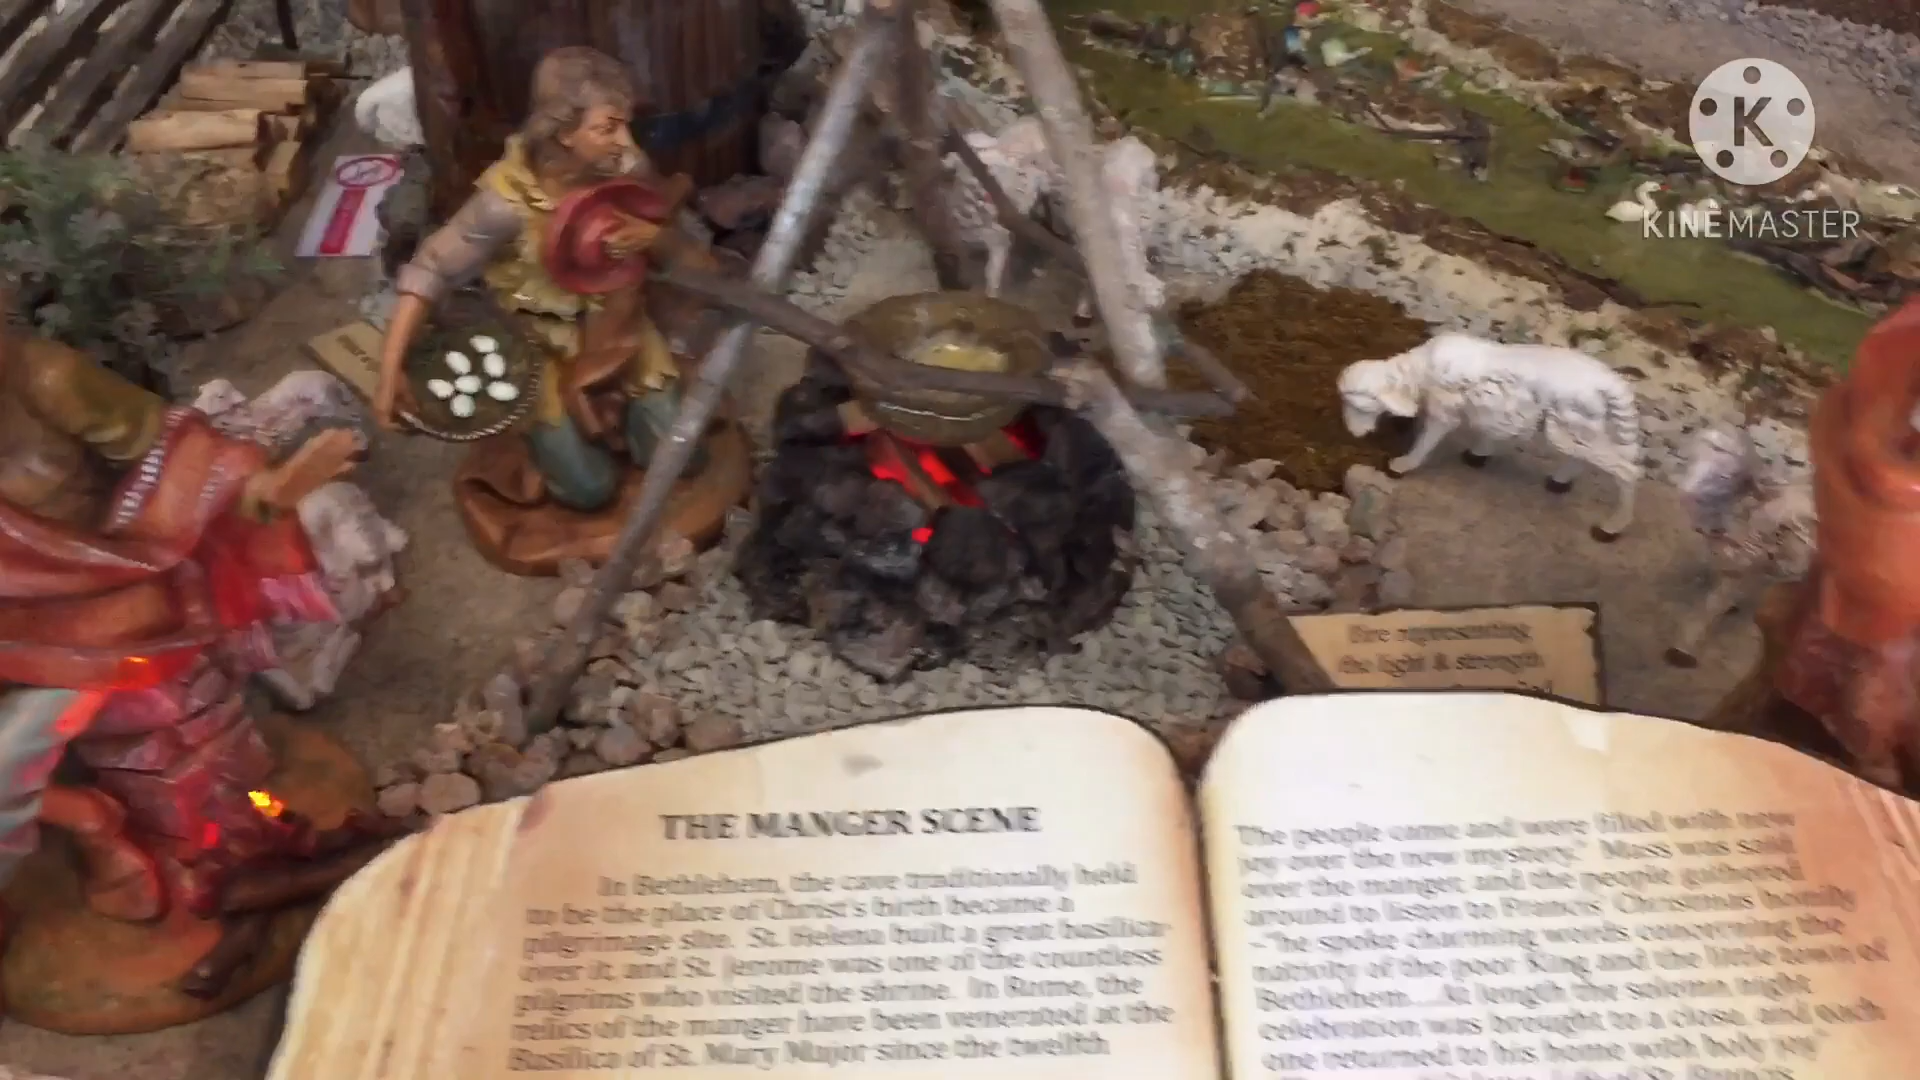 K
KINEMASTER
fire representing
the light & strength
THE MANGER SCENE
In Bethlehem, the cave traditionally held
to be the place of Christ's birth became a
pilgrimage site. St. Helena built a great basilica
over it, and St. Jerome was one of the countless
pilgrims who visited the shrine. In Rome, the
relics of the manger have been venerated at the
Basilica of St. Mary Major since the twelfth
The people came and were filled with new
joy over the new mystery." Mass was said
over the manger, and the people gathered
around to listen to Francis' Christmas homily
-"he spoke charming words concerning the
nativity of the poor King and the little town of
Bethlehem... At length the solemn night
celebration was brought to a close, and each
one returned to his home with holy joy"